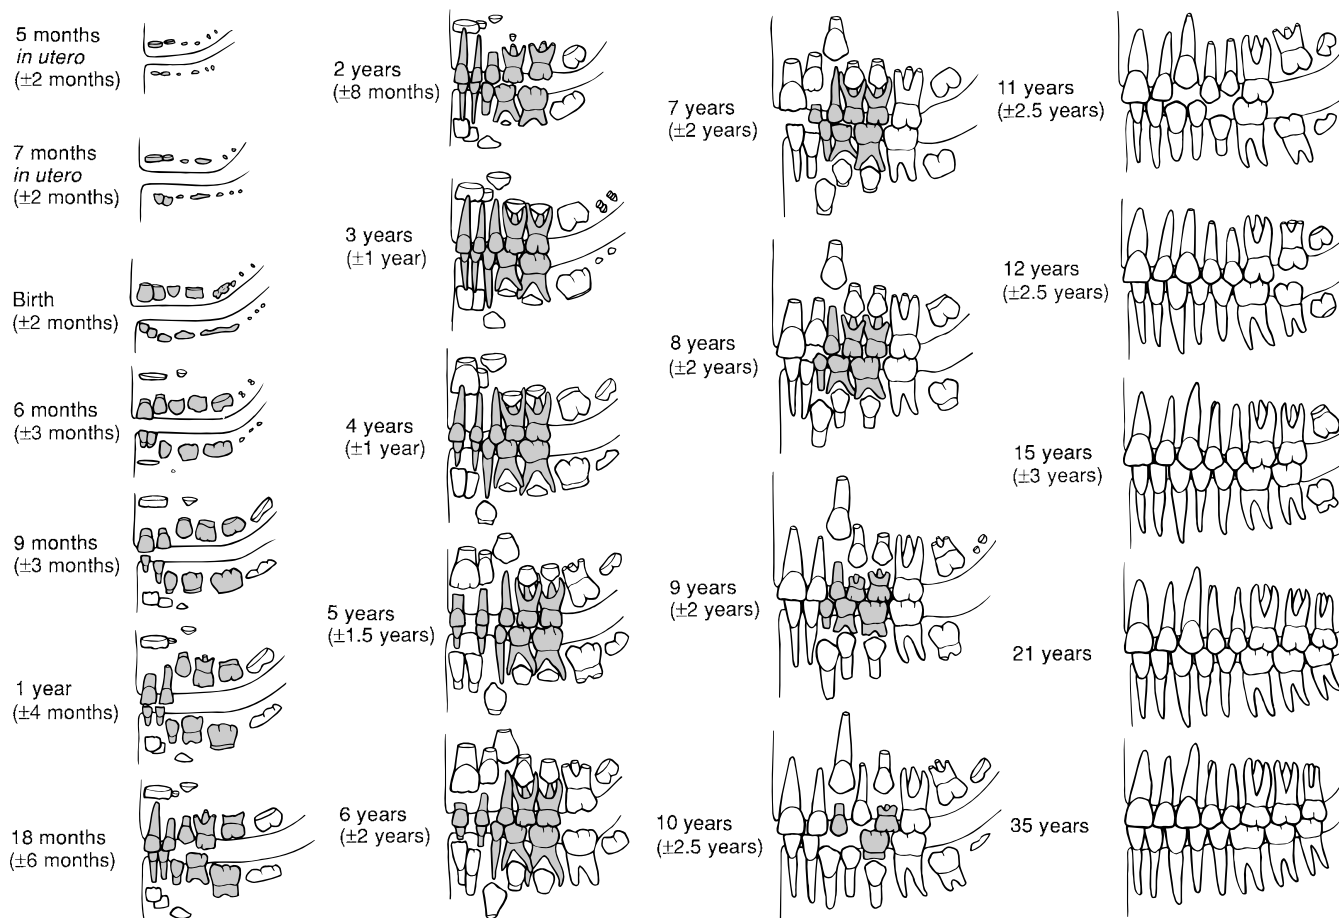 5 months
in utero
(±2 months)
7 months
in utero
(±2 months)
Birth
(±2 months)
6 months
(±3 months)
9 months
(±3 months)
1 year
(±4 months)
18 months
(±6 months)
2 years
(±8 months)
3 years
(±1 year)
4 years
(±1 year)
5 years
(±1.5 years)
6 years
(±2 years)
7 years
(±2 years)
8 years
(±2 years)
9 years
(±2 years)
10 years
(±2.5 years)
11 years
(±2.5 years)
12 years
(±2.5 years)
15 years
(±3 years)
21 years
35 years